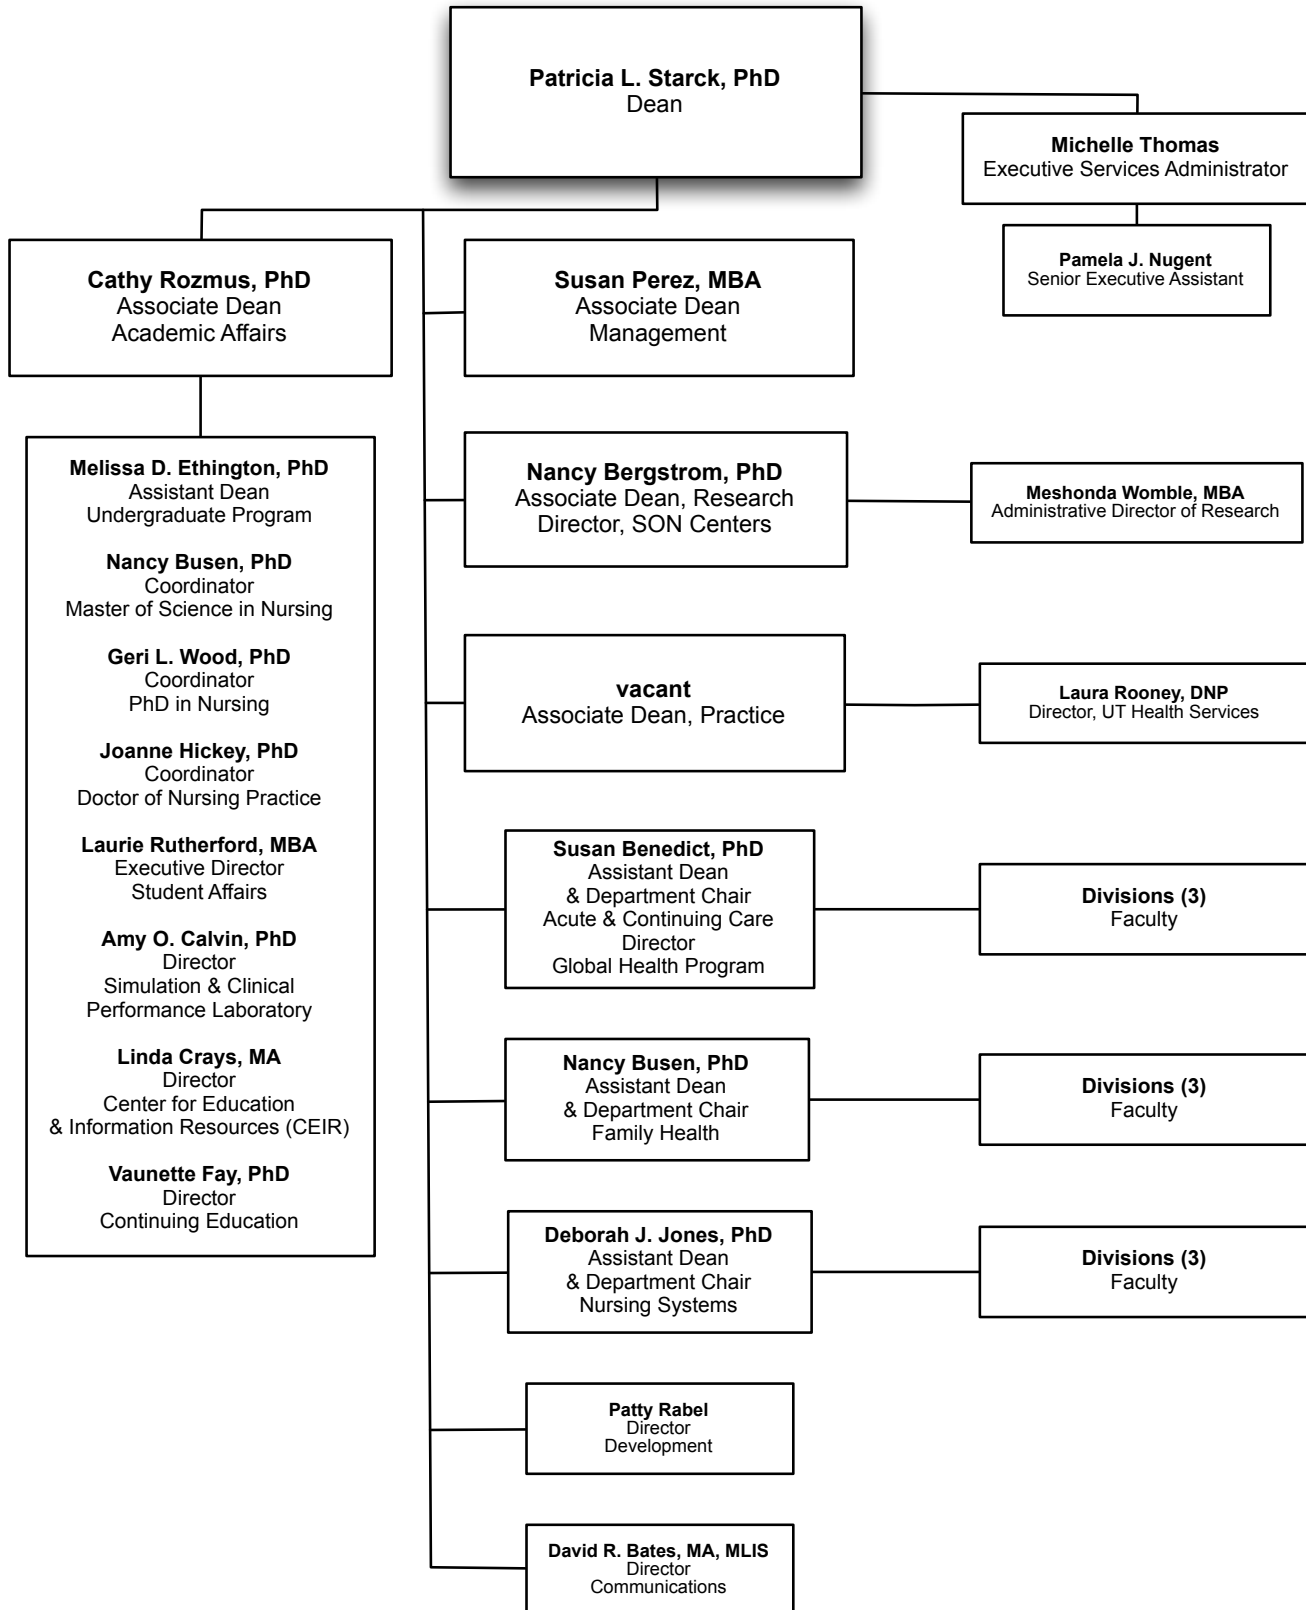 Patricia L. Starck, PhD
Dean
Michelle Thomas
Executive Services Administrator
Pamela J. Nugent
Senior Executive Assistant
Cathy Rozmus, PhD
Associate Dean
Academic Affairs
Susan Perez, MBA
Associate Dean
Management
Melissa D. Ethington, PhD
Assistant Dean
Undergraduate Program
Nancy Busen, PhD
Coordinator
Master of Science in Nursing
Geri L. Wood, PhD
Coordinator
PhD in Nursing
Joanne Hickey, PhD
Coordinator
Doctor of Nursing Practice
Laurie Rutherford, MBA
Executive Director
Student Affairs
Amy O. Calvin, PhD
Director
Simulation & Clinical
Performance Laboratory
Linda Crays, MA
Director
Center for Education
& Information Resources (CEIR)
Vaunette Fay, PhD
Director
Continuing Education
Nancy Bergstrom, PhD
Associate Dean, Research
Director, SON Centers
Meshonda Womble, MBA
Administrative Director of Research
vacant
Associate Dean, Practice
Laura Rooney, DNP
Director, UT Health Services
Susan Benedict, PhD
Assistant Dean
& Department Chair
Acute & Continuing Care
Director
Global Health Program
Divisions (3)
Faculty
Nancy Busen, PhD
Assistant Dean
& Department Chair
Family Health
Divisions (3)
Faculty
Deborah J. Jones, PhD
Assistant Dean
& Department Chair
Nursing Systems
Divisions (3)
Faculty
Patty Rabel
Director
Development
David R. Bates, MA, MLIS
Director
Communications